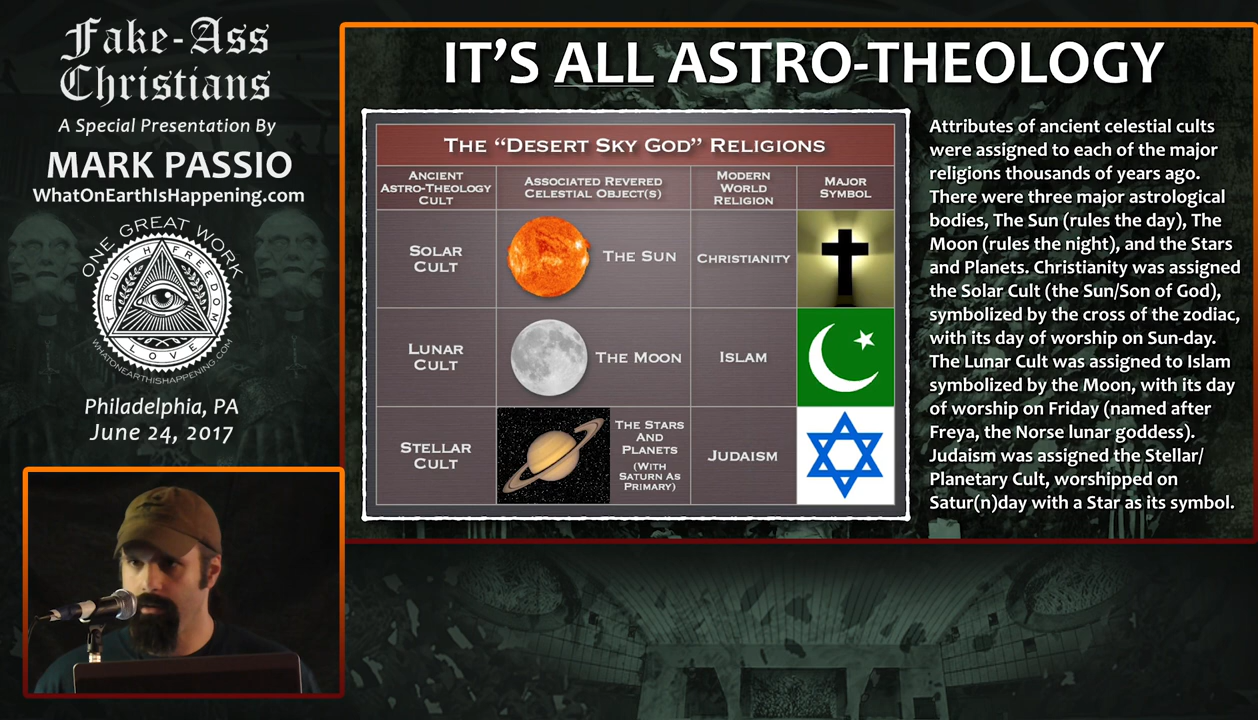 Fake-Ass
Christians
A Special Presentation By
MARK PASSIO
WhatOnEarthIsHappening.com
ONE GREAT WORK
TRUTH
FREEDOM
LOVE
WHATONEARTHISHAPPENING.COM
Philadelphia, PA
June 24, 2017
IT'S ALL ASTRO-THEOLOGY
THE “DESERT SKY GOD” RELIGIONS
ANCIENT
ASTRO-THEOLOGY
CULT
ASSOCIATED REVERED
CELESTIAL OBJECT(S)
MODERN
WORLD
RELIGION
MAJOR
SYMBOL
SOLAR
CULT
THE SUN
CHRISTIANITY
LUNAR
CULT
THE MOON
ISLAM
STELLAR
CULT
THE STARS
AND
PLANETS
(WITH
SATURN AS
PRIMARY)
JUDAISM
Attributes of ancient celestial cults
were assigned to each of the major
religions thousands of years ago.
There were three major astrological
bodies, The Sun (rules the day), The
Moon (rules the night), and the Stars
and Planets. Christianity was assigned
the Solar Cult (the Sun/Son of God),
symbolized by the cross of the zodiac,
with its day of worship on Sun-day.
The Lunar Cult was assigned to Islam
symbolized by the Moon, with its day
of worship on Friday (named after
Freya, the Norse lunar goddess).
Judaism was assigned the Stellar/
Planetary Cult, worshipped on
Satur(n)day with a Star as its symbol.